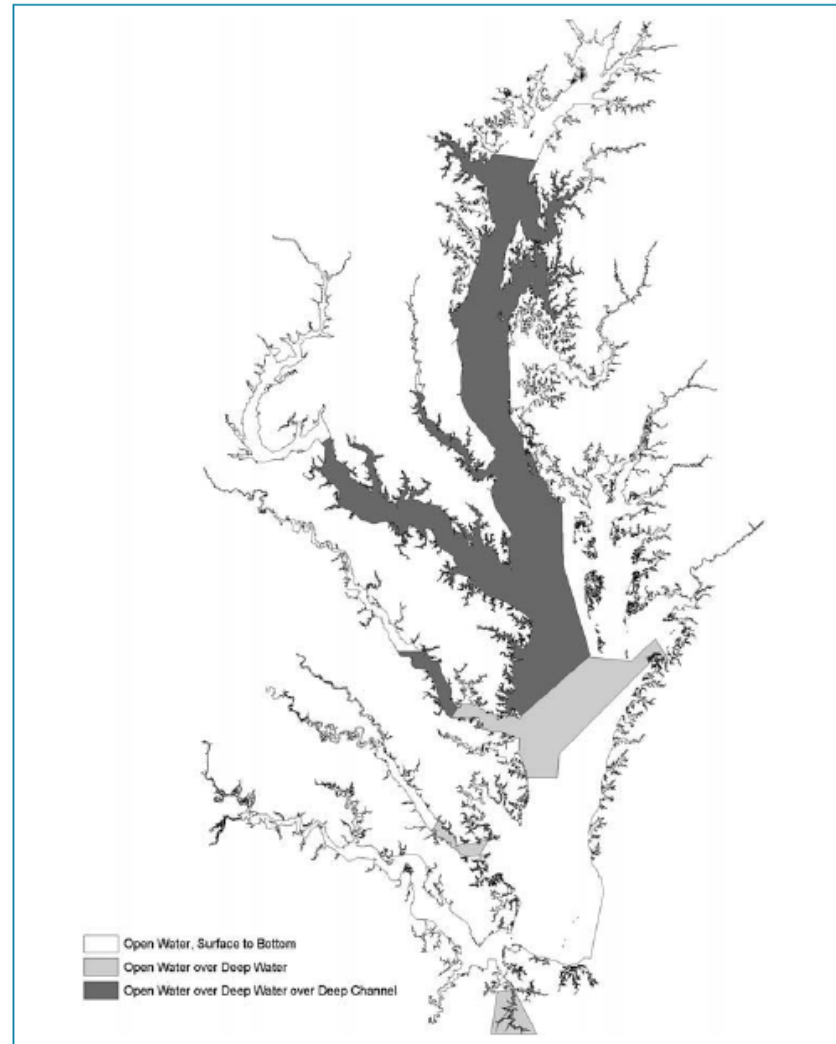 Open Water, Surface to Bottom
Open Water over Deep Water
Open Water over Deep Water over Deep Channel